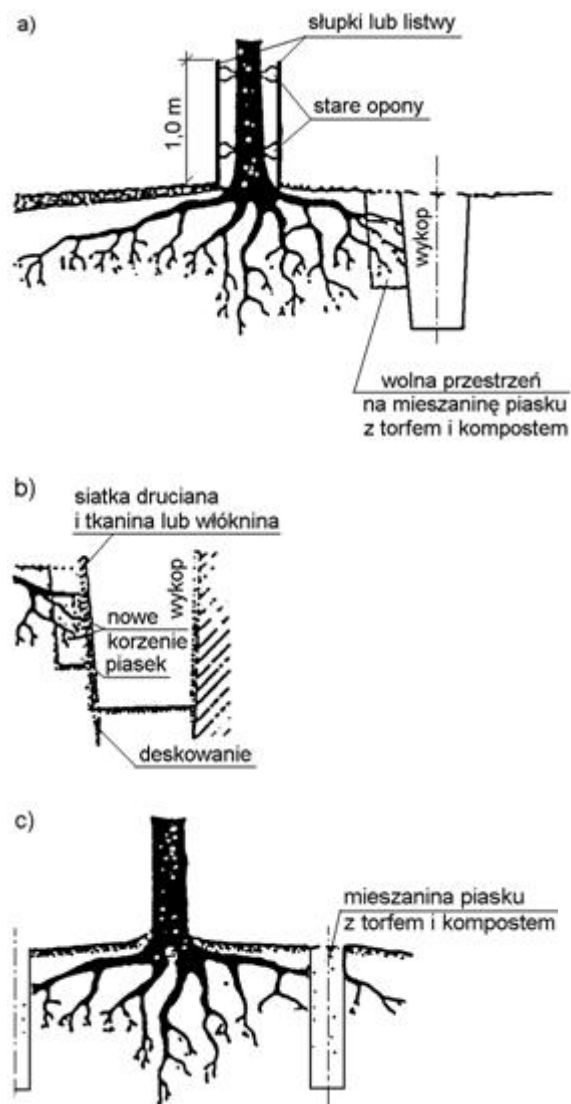 a)
słupki lub listwy
stare opony
1,0 m
wykop
wolna przestrzeń
na mieszaninę piasku
z torfem i kompostem
b)
siatka druciana
i tkanina lub włóknina
wykop
nowe
korzenie
piasek
deskowanie
c)
mieszanina piasku
z torfem i kompostem